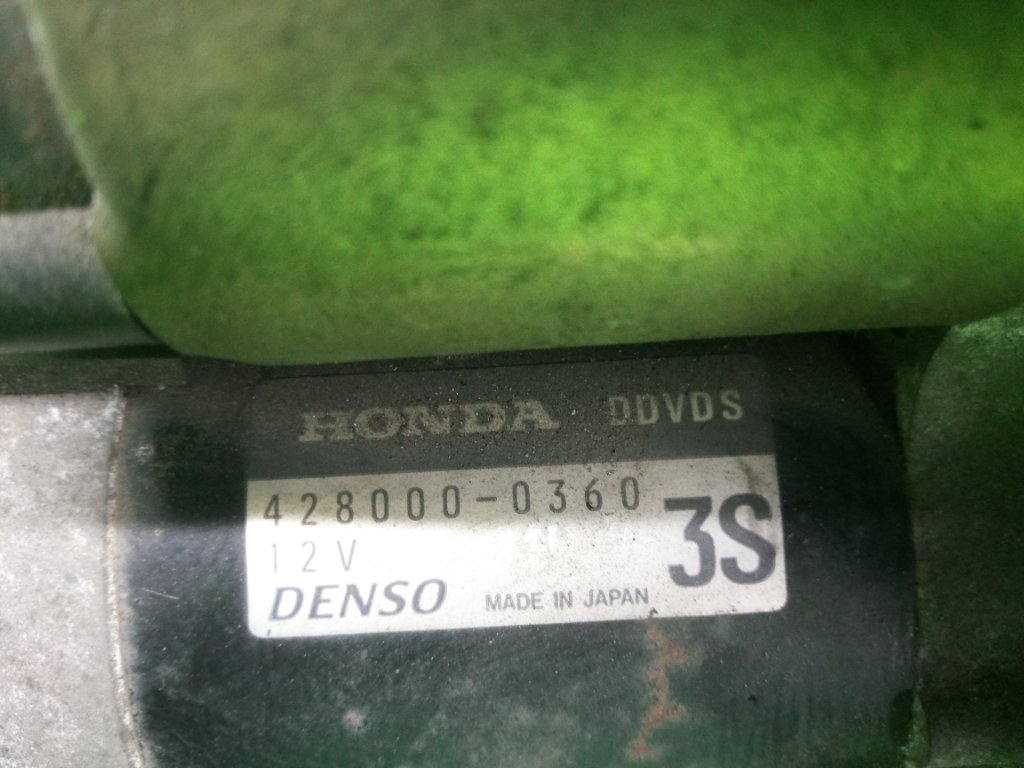 HONDA DDVDS
428000-0360
12V 3S
DENSO MADE IN JAPAN